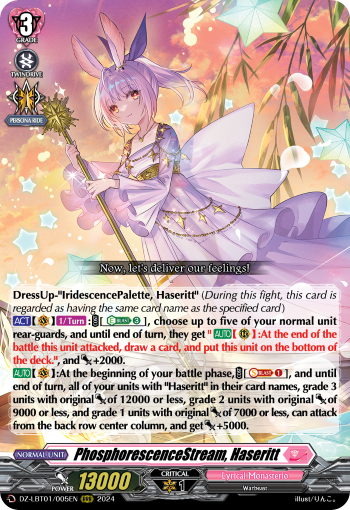 3
GRADE
TWINDRIVE
PERSONA RIDE
Now, let's deliver our feelings!
DressUp-"IridescencePalette, Haseritt" (During this fight, this card is
regarded as having the same card name as the specified card)
ACT【 】1/Turn :[ BLAST 3 ], choose up to five of your normal unit
rear-guards, and until end of turn, they get " AUTO【 】:At the end of
the battle this unit attacked, draw a card, and put this unit on the bottom of
the deck.", and +2000.
AUTO【 】:At the beginning of your battle phase, [ BLAST 1 ], and until
end of turn, all of your units with "Haseritt" in their card names, grade 3
units with original of 12000 or less, grade 2 units with original of
9000 or less, and grade 1 units with original of 7000 or less, can attack
from the back row center column, and get +5000.
NORMAL UNIT
PhosphorescenceStream, Haseritt
POWER 13000
CRITICAL
1
Lyrical Monasterio
Warbeast
DZ-LBT01/005EN RRR 2024
illust/りんこ。